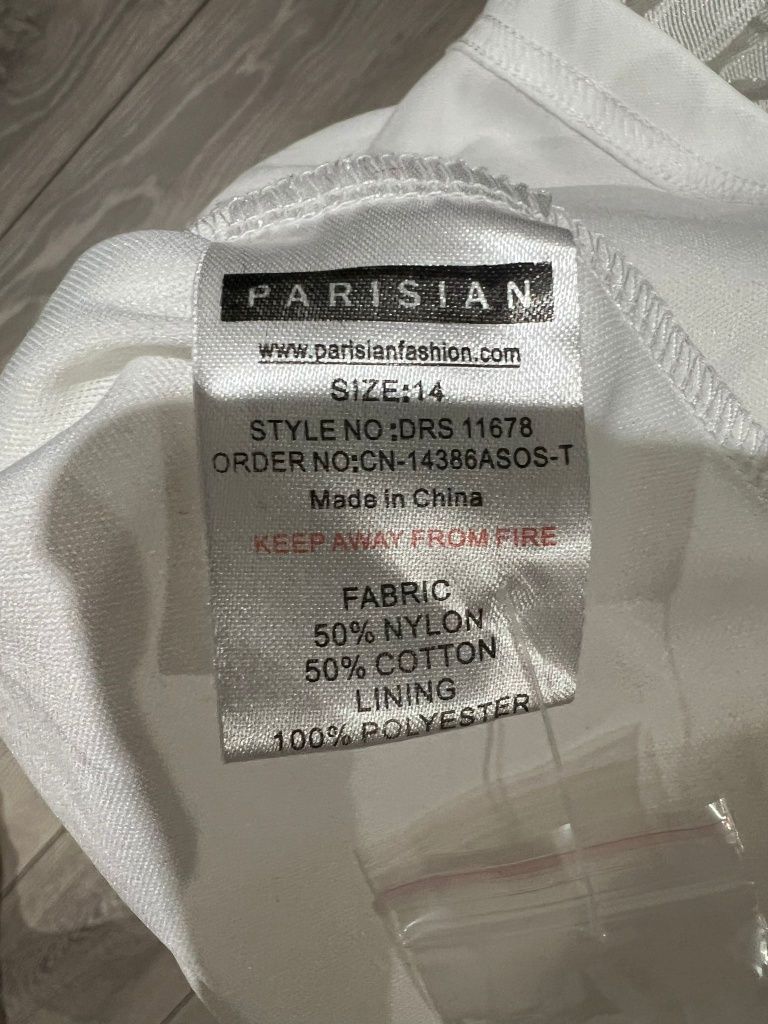 PARISIAN
www.parisianfashion.com
SIZE:14
STYLE NO :DRS 11678
ORDER NO:CN-14386ASOS-T
Made in China
KEEP AWAY FROM FIRE
FABRIC
50% NYLON
50% COTTON
LINING
100% POLYESTER